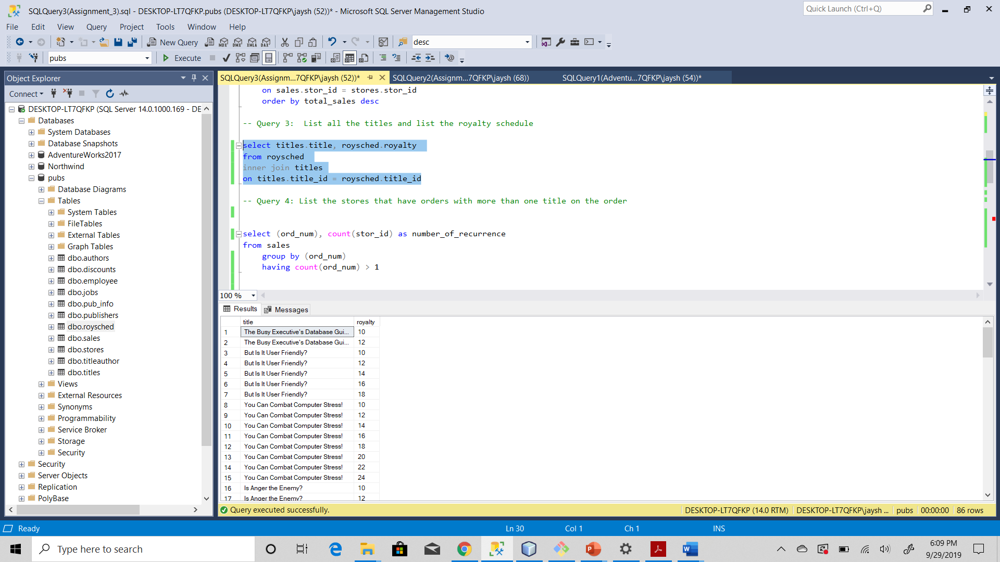 SQLQuery3(Assignment_3).sql - DESKTOP-LT7QFKP.pubs (DESKTOP-LT7QFKP\jaysh (52))* - Microsoft SQL Server Management Studio
Quick Launch (Ctrl+Q)
File Edit View Query Project Tools Window Help
New Query MDX DMX XMLA DAX desc
pubs Execute
Object Explorer
SQLQuery3(Assignm...7QFKP\jaysh (52))* SQLQuery2(Assignm...7QFKP\jaysh (68)) SQLQuery1(Adventu...7QFKP\jaysh (54))*
Connect
DESKTOP-LT7QFKP (SQL Server 14.0.1000.169 - DE
Databases
System Databases
Database Snapshots
AdventureWorks2017
Northwind
pubs
Database Diagrams
Tables
System Tables
FileTables
External Tables
Graph Tables
dbo.authors
dbo.discounts
dbo.employee
dbo.jobs
dbo.pub_info
dbo.publishers
dbo.roysched
dbo.sales
dbo.stores
dbo.titleauthor
dbo.titles
Views
External Resources
Synonyms
Programmability
Service Broker
Storage
Security
Security
Server Objects
Replication
PolyBase
on sales.stor_id = stores.stor_id
order by total_sales desc
-- Query 3:  List all the titles and list the royalty schedule
select titles.title, roysched.royalty
from roysched
inner join titles
on titles.title_id = roysched.title_id
-- Query 4: List the stores that have orders with more than one title on the order
select (ord_num), count(stor_id) as number_of_recurrence
from sales
group by (ord_num)
having count(ord_num) > 1
100 %
Results Messages
title royalty
1 The Busy Executive's Database Gui... 10
2 The Busy Executive's Database Gui... 12
3 But Is It User Friendly? 10
4 But Is It User Friendly? 12
5 But Is It User Friendly? 14
6 But Is It User Friendly? 16
7 But Is It User Friendly? 18
8 You Can Combat Computer Stress! 10
9 You Can Combat Computer Stress! 12
10 You Can Combat Computer Stress! 14
11 You Can Combat Computer Stress! 16
12 You Can Combat Computer Stress! 18
13 You Can Combat Computer Stress! 20
14 You Can Combat Computer Stress! 22
15 You Can Combat Computer Stress! 24
16 Is Anger the Enemy? 10
17 Is Anger the Enemy? 12
Query executed successfully. DESKTOP-LT7QFKP (14.0 RTM) DESKTOP-LT7QFKP\jaysh ... pubs 00:00:00 86 rows
Ready Ln 30 Col 1 Ch 1 INS
Type here to search
6:09 PM
9/29/2019